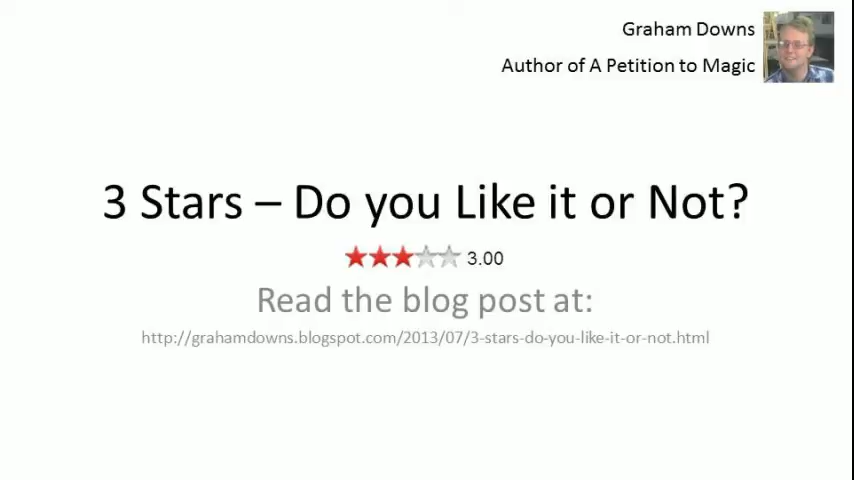 Graham Downs
Author of A Petition to Magic
3 Stars – Do you Like it or Not?
3.00
Read the blog post at:
http://grahamdowns.blogspot.com/2013/07/3-stars-do-you-like-it-or-not.html